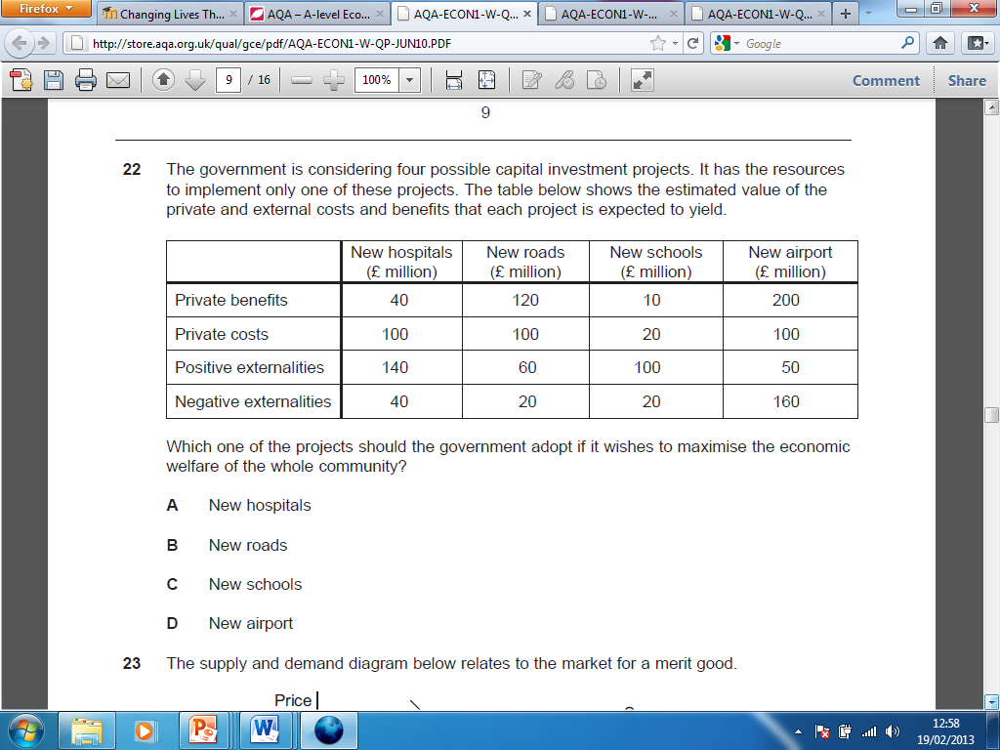 Firefox
Changing Lives Th...
AQA – A-level Eco...
AQA-ECON1-W-Q...
AQA-ECON1-W-...
AQA-ECON1-W-Q...
http://store.aqa.org.uk/qual/gce/pdf/AQA-ECON1-W-QP-JUN10.PDF
Google
9 / 16
100%
Comment
Share
9
22 The government is considering four possible capital investment projects. It has the resources
to implement only one of these projects. The table below shows the estimated value of the
private and external costs and benefits that each project is expected to yield.
New hospitals New roads New schools New airport
(£ million) (£ million) (£ million) (£ million)
Private benefits 40 120 10 200
Private costs 100 100 20 100
Positive externalities 140 60 100 50
Negative externalities 40 20 20 160
Which one of the projects should the government adopt if it wishes to maximise the economic
welfare of the whole community?
A New hospitals
B New roads
C New schools
D New airport
23 The supply and demand diagram below relates to the market for a merit good.
Price
12:58
19/02/2013